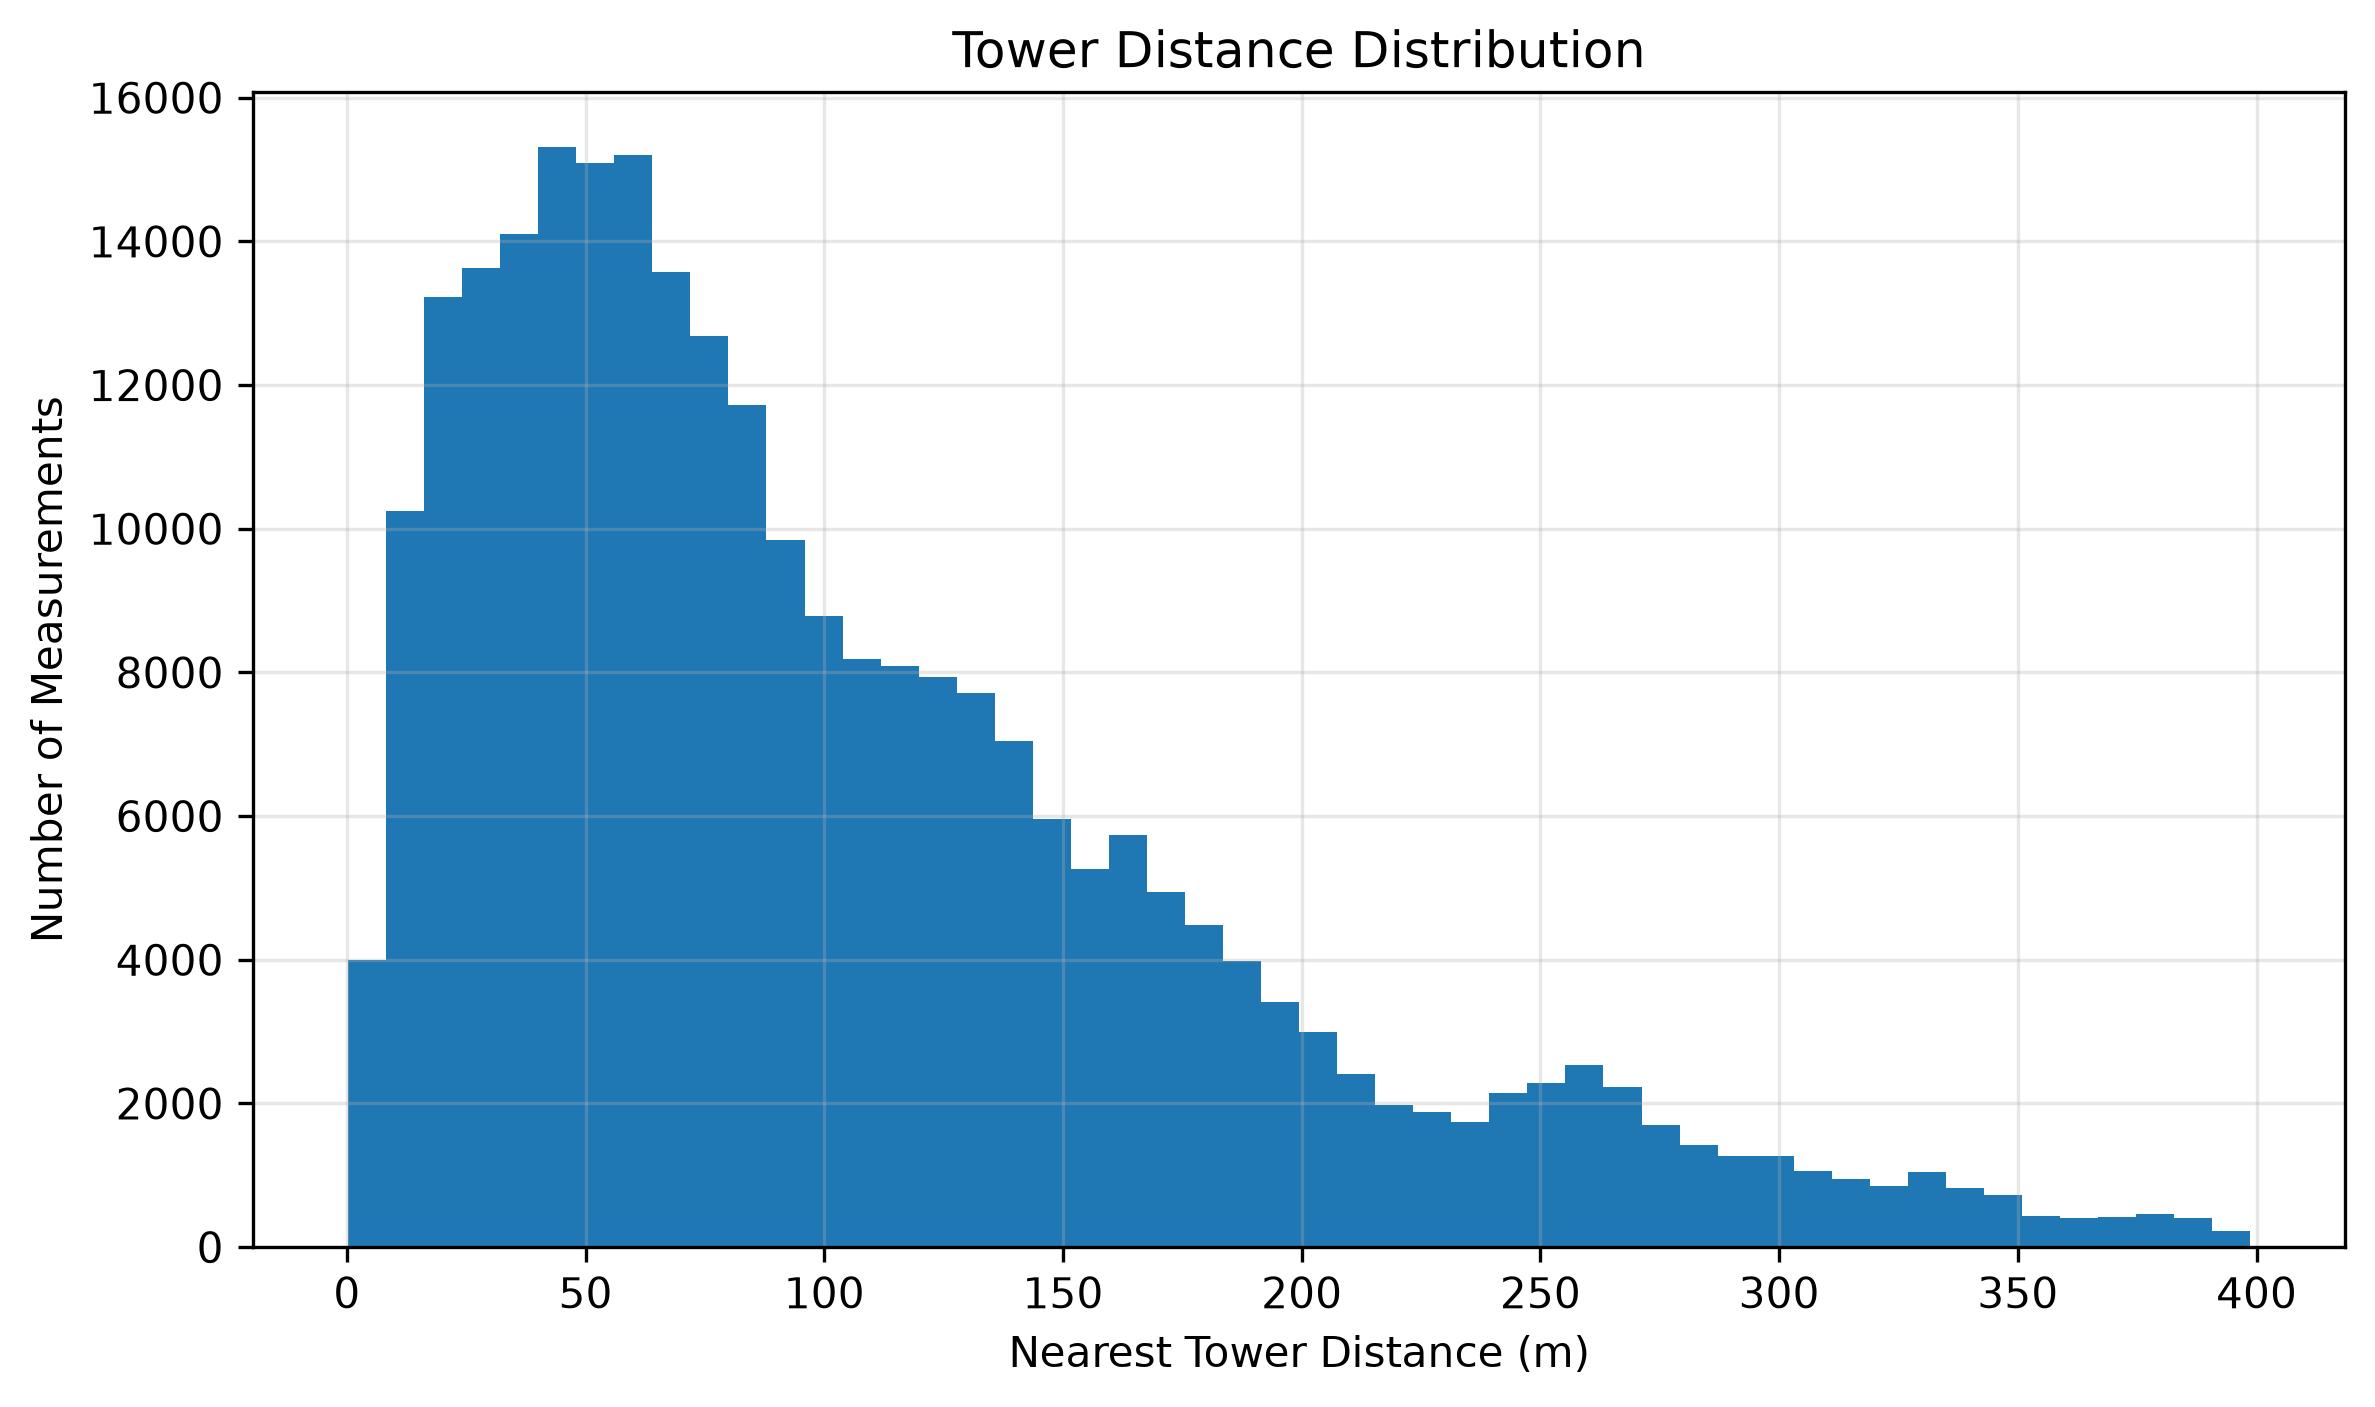 Tower Distance Distribution
Number of Measurements
16000
14000
12000
10000
8000
6000
4000
2000
0
0 50 100 150 200 250 300 350 400
Nearest Tower Distance (m)